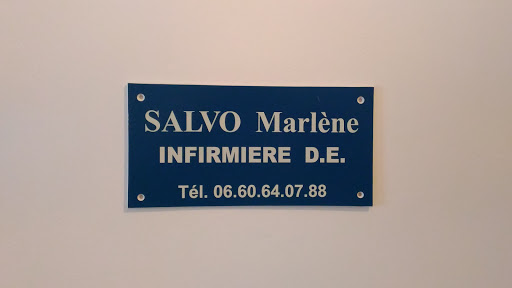 SALVO Marlène
INFIRMIERE D.E.
Tél. 06.60.64.07.88